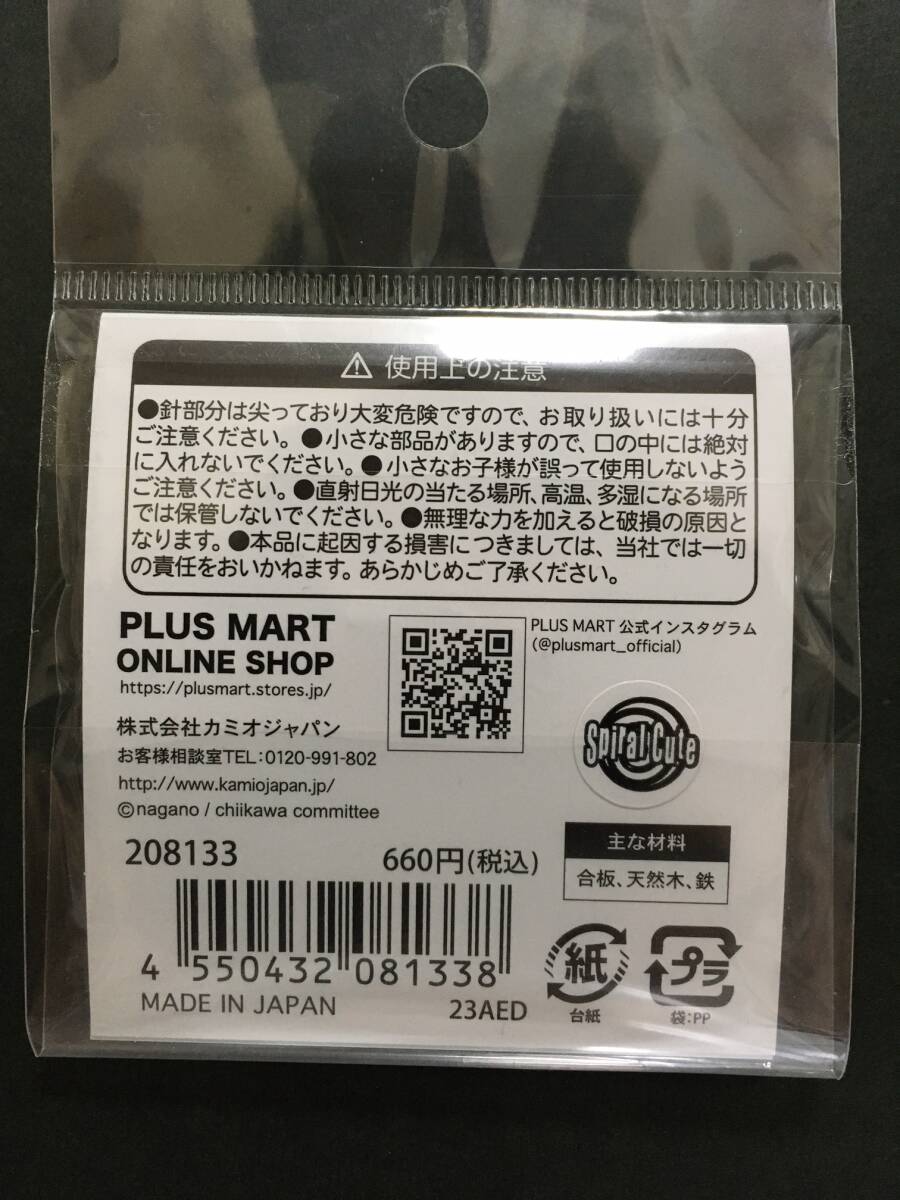 ⚠ 使用上の注意
●針部分は尖っており大変危険ですので、お取り扱いには十分
ご注意ください。●小さな部品がありますので、口の中には絶対
に入れないでください。●小さなお子様が誤って使用しないよう
ご注意ください。●直射日光の当たる場所、高温、多湿になる場所
では保管しないでください。●無理な力を加えると破損の原因と
なります。●本品に起因する損害につきましては、当社では一切
の責任をおいかねます。あらかじめご了承ください。
PLUS MART
ONLINE SHOP
https://plusmart.stores.jp/
PLUS MART 公式インスタグラム
(@plusmart_official)
株式会社カミオジャパン
お客様相談室TEL:0120-991-802
http://www.kamiojapan.jp/
©nagano / chiikawa committee
Spiral Cute
208133
660円(税込)
主な材料
合板、天然木、鉄
4 550432 081338
MADE IN JAPAN
23AED
紙
台紙
プラ
袋:PP